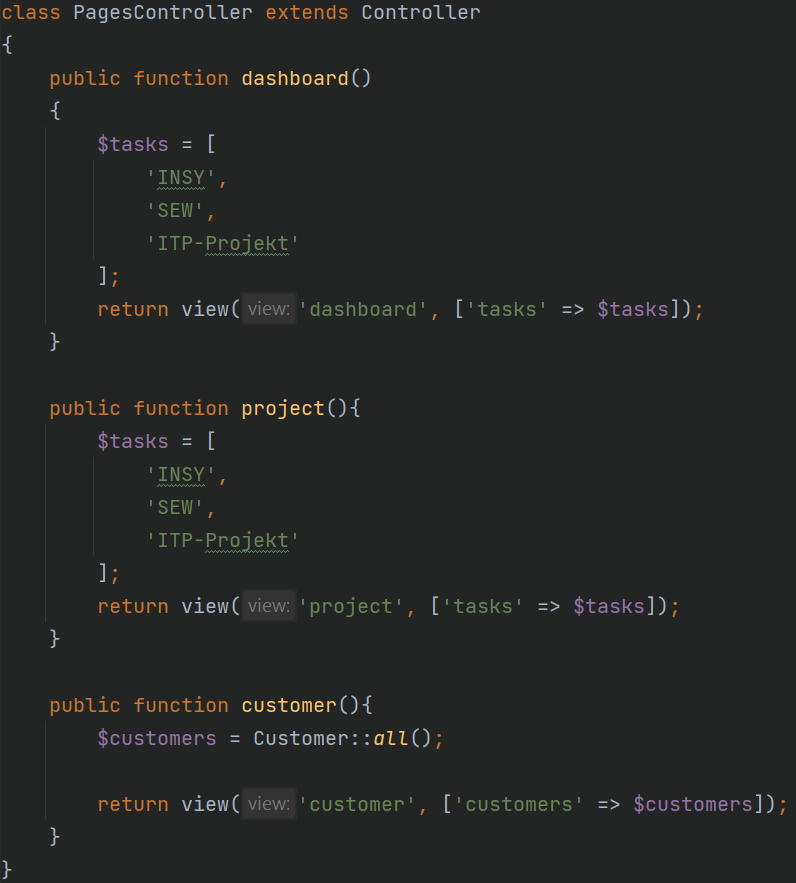 class PagesController extends Controller
{
    public function dashboard()
    {
        $tasks = [
            'INSY',
            'SEW',
            'ITP-Projekt'
        ];
        return view( view: 'dashboard', ['tasks' => $tasks]);
    }

    public function project(){
        $tasks = [
            'INSY',
            'SEW',
            'ITP-Projekt'
        ];
        return view( view: 'project', ['tasks' => $tasks]);
    }

    public function customer(){
        $customers = Customer::all();

        return view( view: 'customer', ['customers' => $customers]);
    }
}